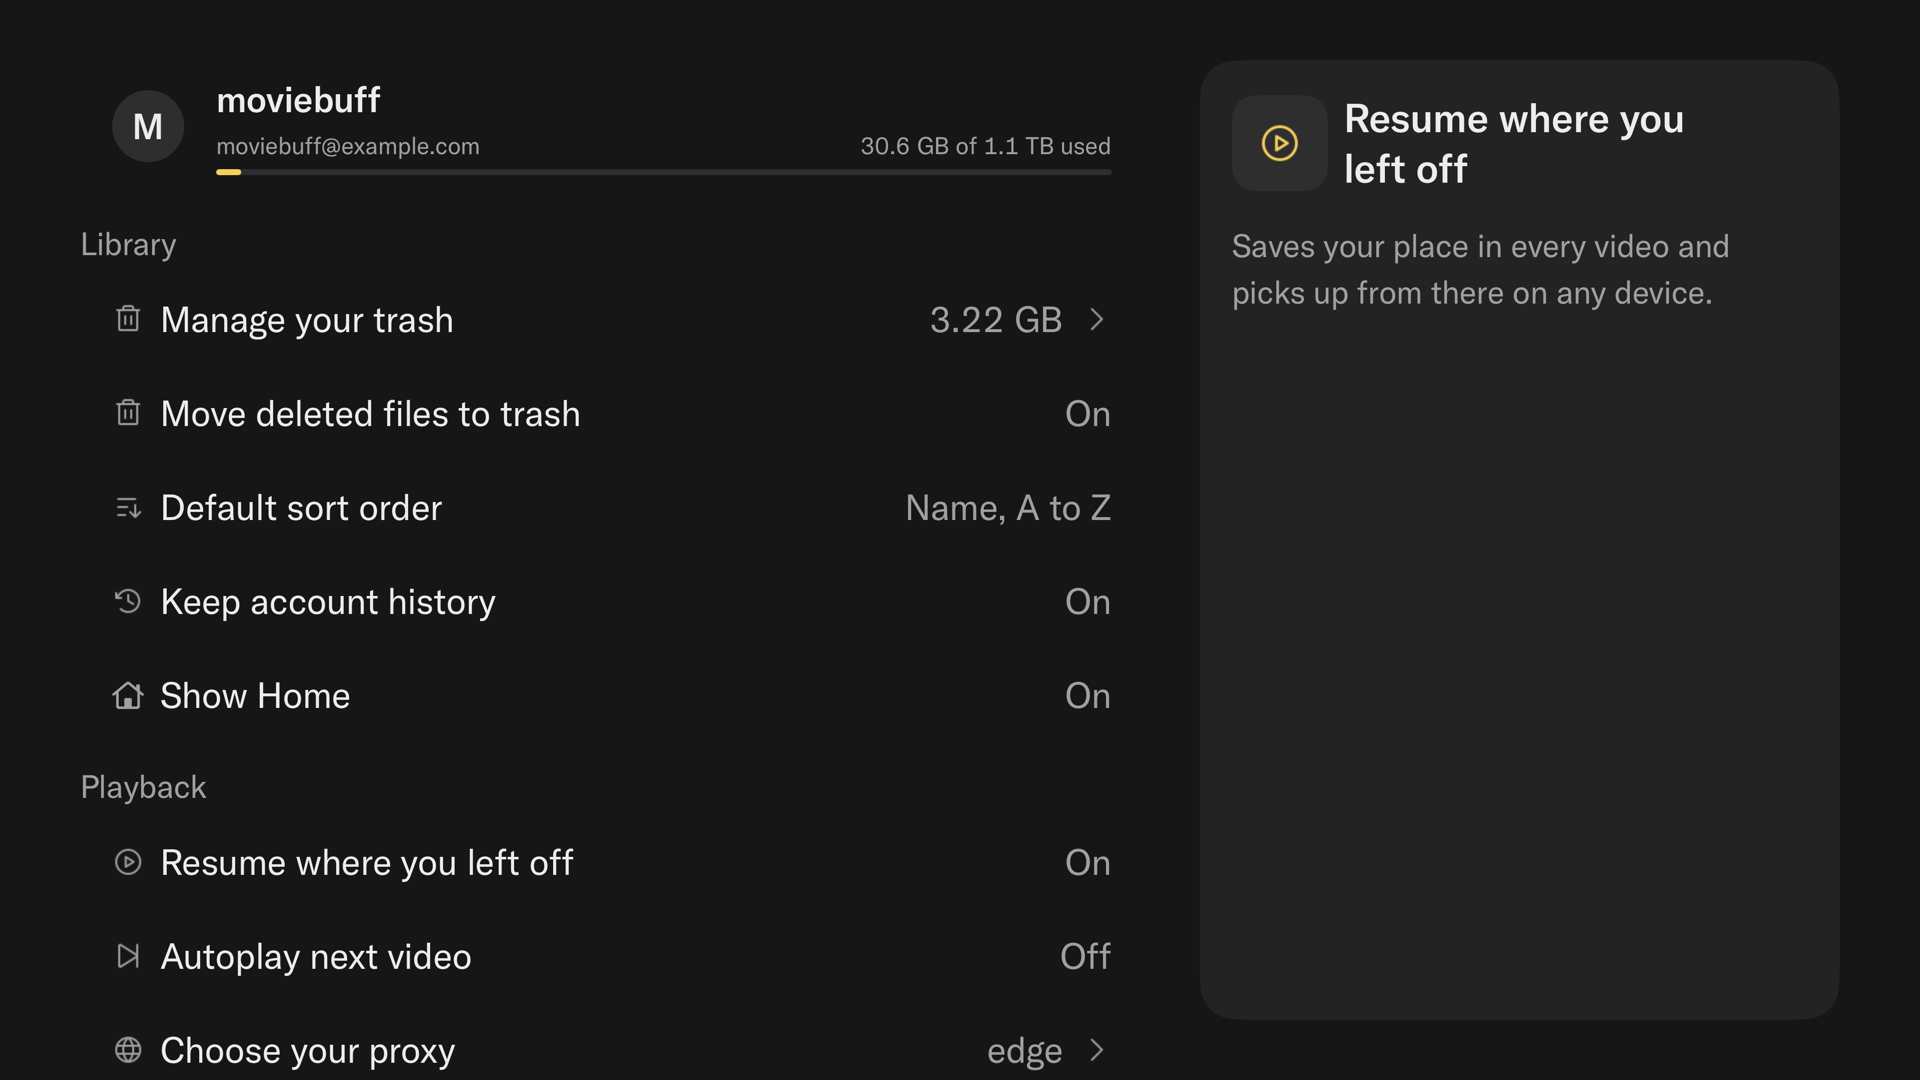 M
moviebuff
moviebuff@example.com
30.6 GB of 1.1 TB used
Library
Manage your trash
3.22 GB
Move deleted files to trash
On
Default sort order
Name, A to Z
Keep account history
On
Show Home
On
Playback
Resume where you left off
On
Autoplay next video
Off
Choose your proxy
edge
Resume where you
left off
Saves your place in every video and
picks up from there on any device.